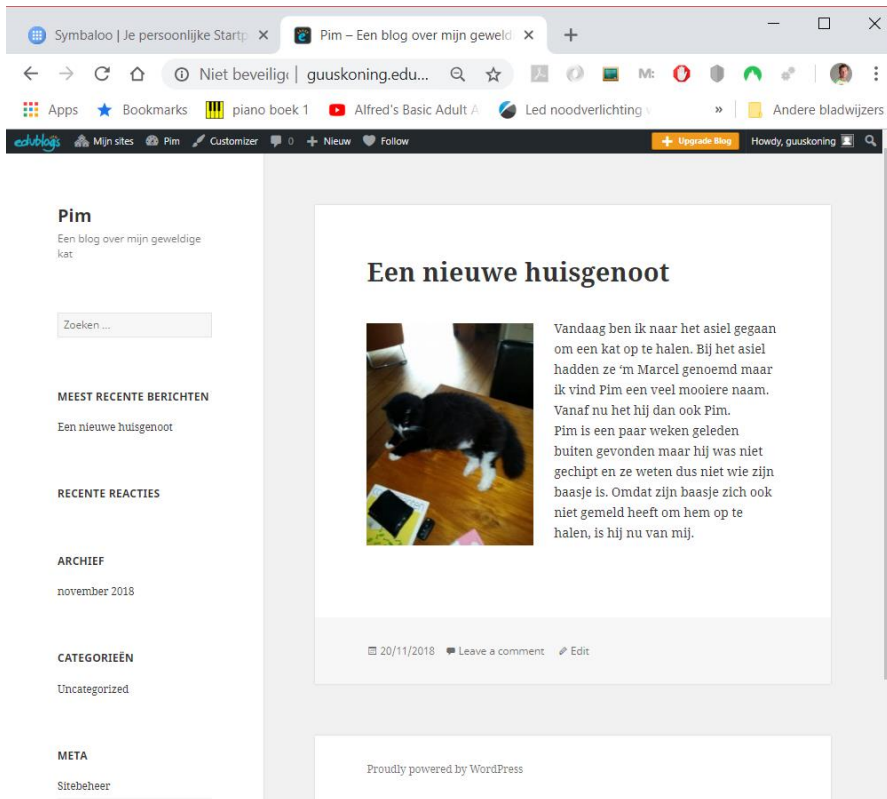 Symbaloo | Je persoonlijke Startp
Pim – Een blog over mijn geweld
Niet beveilig
guuskoning.edu...
M:
Apps
Bookmarks
piano boek 1
Alfred's Basic Adult A
Led noodverlichting v
»
Andere bladwijzers
edublogs
Mijn sites
Pim
Customizer
0
Nieuw
Follow
Upgrade Blog
Howdy, guuskoning
Pim
Een blog over mijn geweldige
kat
Zoeken ...
MEEST RECENTE BERICHTEN
Een nieuwe huisgenoot
RECENTE REACTIES
ARCHIEF
november 2018
CATEGORIEËN
Uncategorized
META
Sitebeheer
Een nieuwe huisgenoot
Vandaag ben ik naar het asiel gegaan
om een kat op te halen. Bij het asiel
hadden ze ‘m Marcel genoemd maar
ik vind Pim een veel mooiere naam.
Vanaf nu het hij dan ook Pim.
Pim is een paar weken geleden
buiten gevonden maar hij was niet
gechipt en ze weten dus niet wie zijn
baasje is. Omdat zijn baasje zich ook
niet gemeld heeft om hem op te
halen, is hij nu van mij.
20/11/2018
Leave a comment
Edit
Proudly powered by WordPress